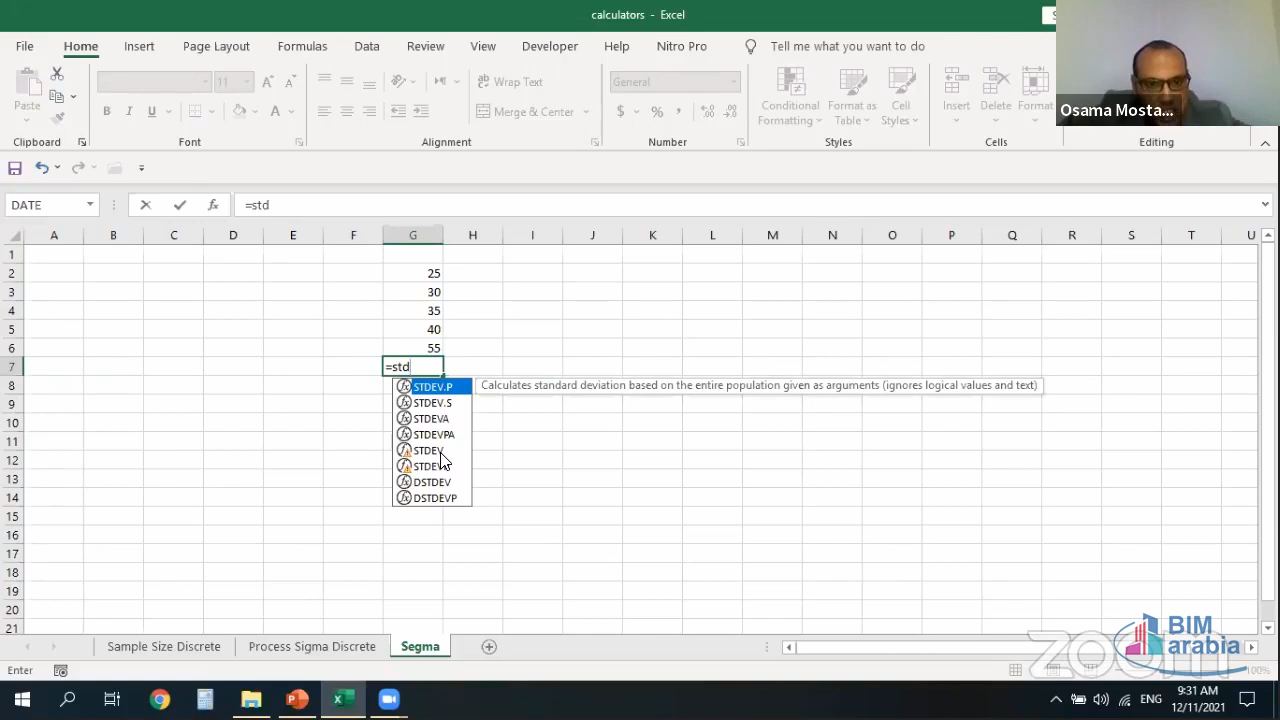 calculators - Excel
File Home Insert Page Layout Formulas Data Review View Developer Help Nitro Pro Tell me what you want to do
Osama Mosta...
Paste
11
Wrap Text
General
Merge & Center
Conditional Formatting
Format as Table
Cell Styles
Insert Delete Format
Clipboard Font Alignment Number Styles Cells Editing
DATE
=std
A B C D E F G H I J K L M N O P Q R S T U
1
2 25
3 30
4 35
5 40
6 55
7 =std
8 STDEV.P Calculates standard deviation based on the entire population given as arguments (ignores logical values and text)
9 STDEV.S
10 STDEVA
11 STDEVPA
12 STDEV
13 DSTDEV
14 DSTDEVP
15
16
17
18
19
20
21
Sample Size Discrete Process Sigma Discrete Segma
BIM
arabia
zoom
Enter
100%
ENG
9:31 AM
12/11/2021